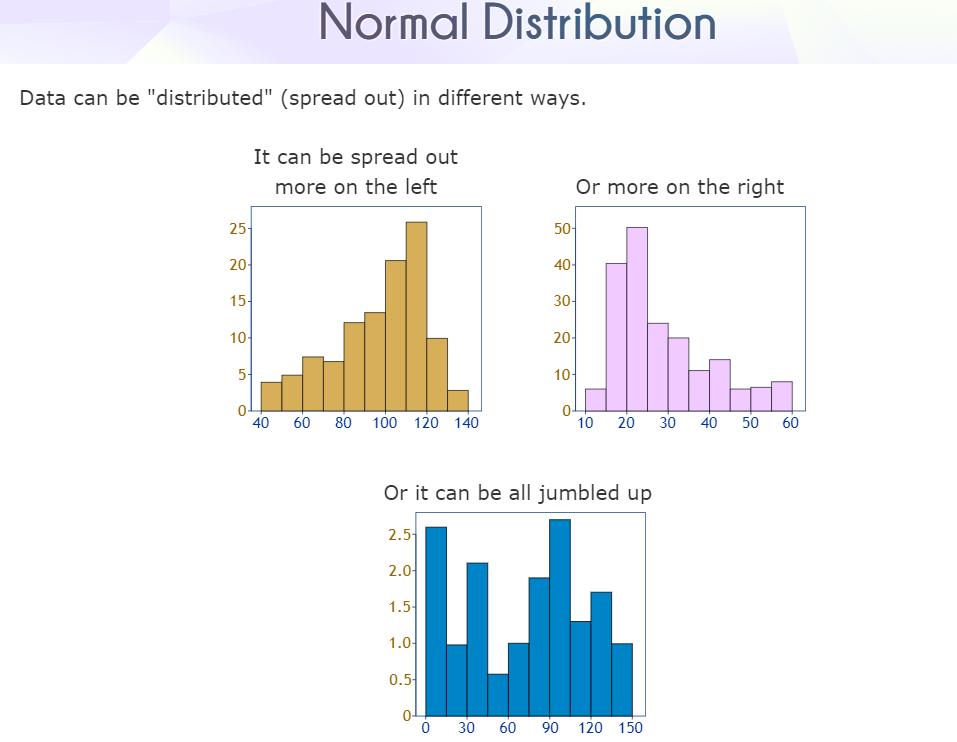 Normal Distribution
Data can be "distributed" (spread out) in different ways.
It can be spread out
more on the left
25
20
15
10
5
0
40 60 80 100 120 140
Or more on the right
50
40
30
20
10
0
10 20 30 40 50 60
Or it can be all jumbled up
2.5
2.0
1.5
1.0
0.5
0
0 30 60 90 120 150